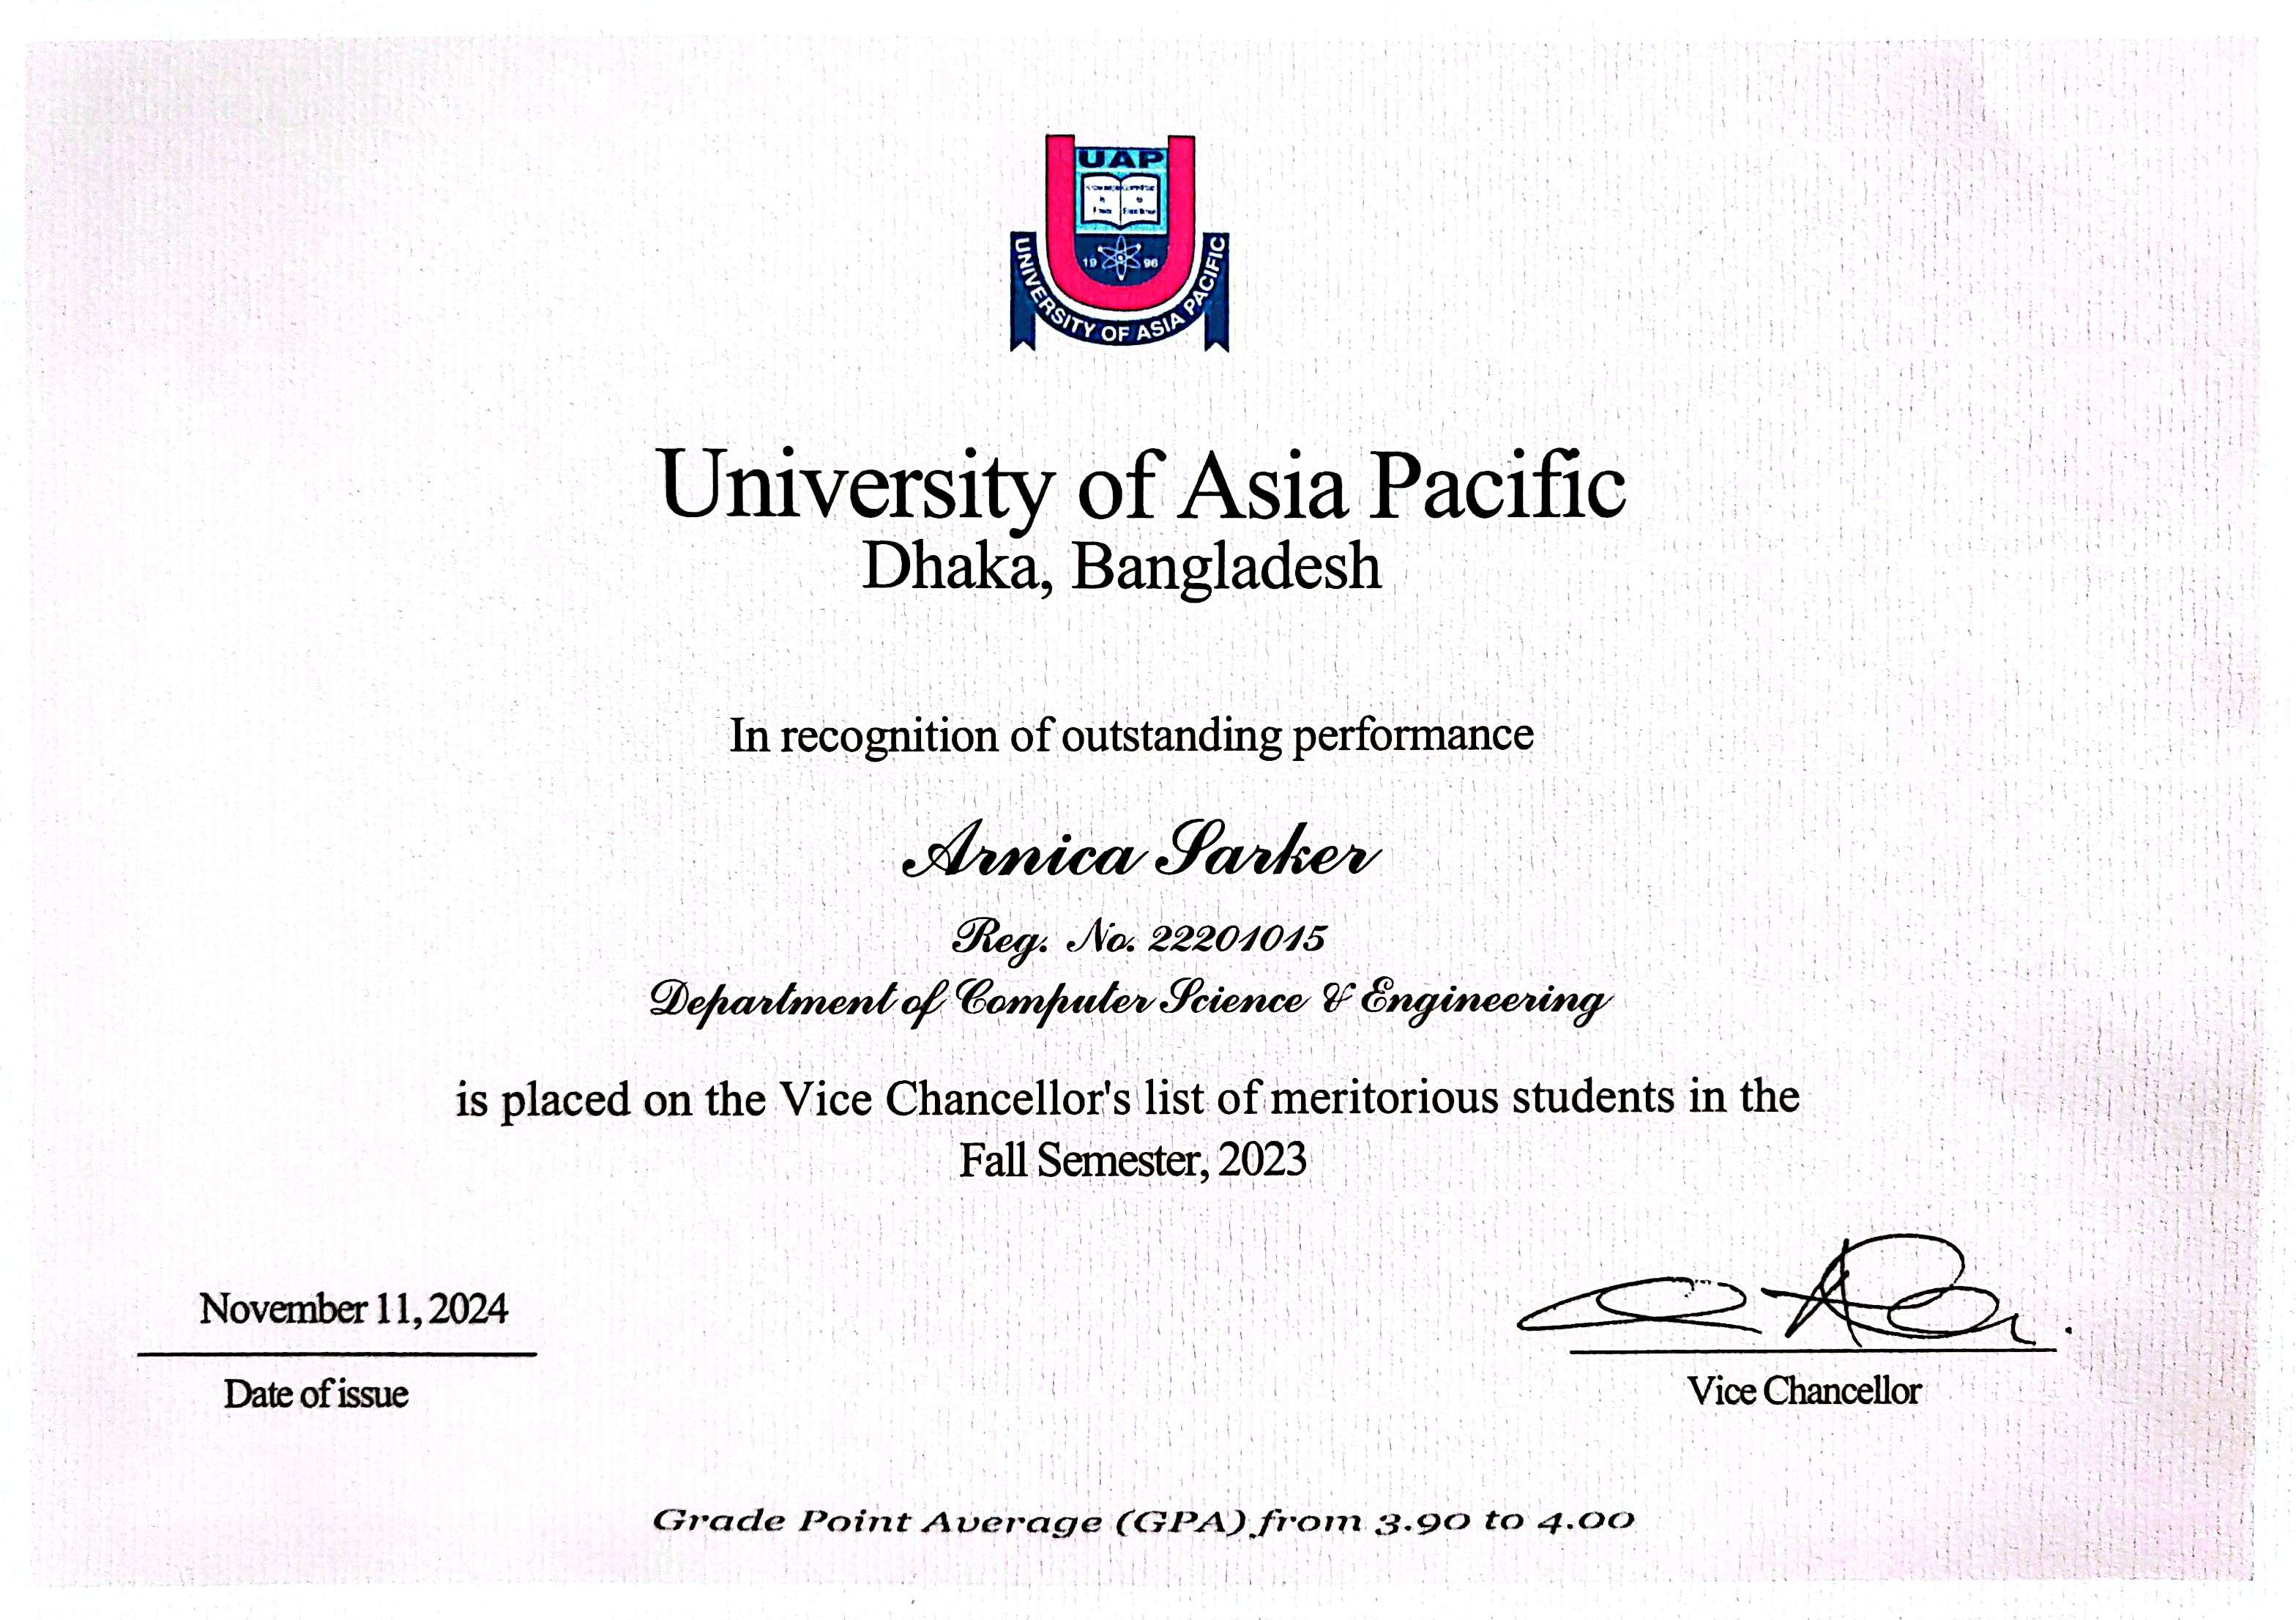 UAP
19 96
UNIVERSITY OF ASIA PACIFIC
University of Asia Pacific
Dhaka, Bangladesh
In recognition of outstanding performance
Arnica Sarker
Reg. No. 22201015
Department of Computer Science & Engineering
is placed on the Vice Chancellor's list of meritorious students in the
Fall Semester, 2023
November 11, 2024
Date of issue
Vice Chancellor
Grade Point Average (GPA) from 3.90 to 4.00